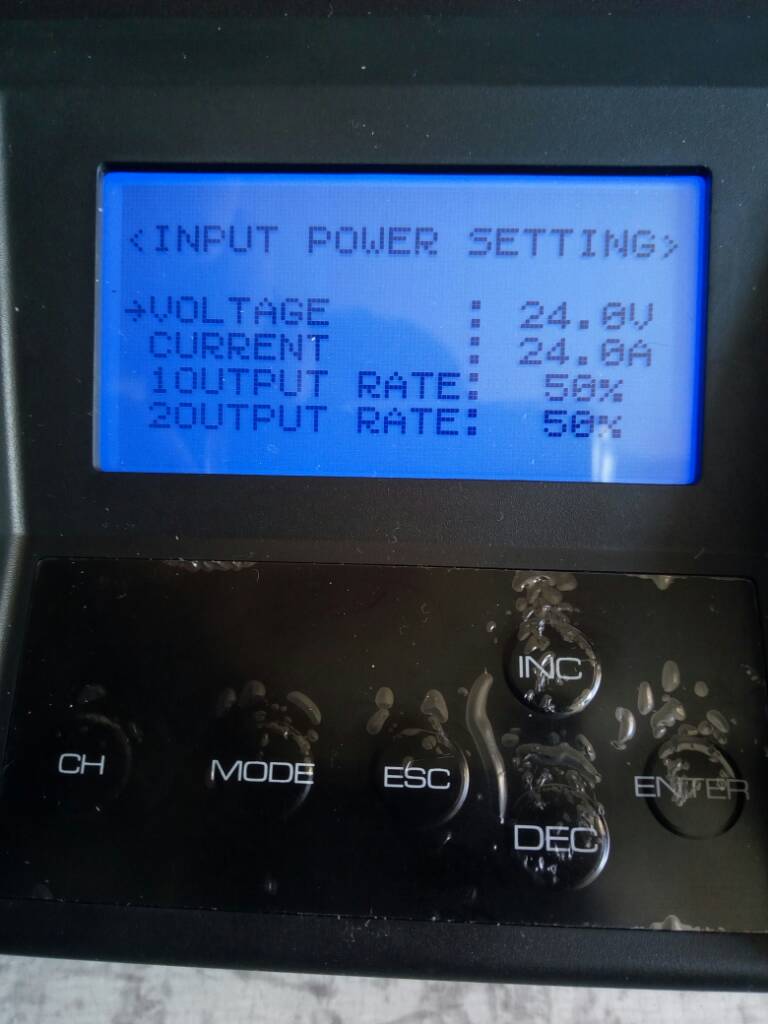 <INPUT POWER SETTING>
→VOLTAGE : 24.0V
CURRENT : 24.0A
1OUTPUT RATE: 50%
2OUTPUT RATE: 50%
INC
CH MODE ESC ENTER
DEC